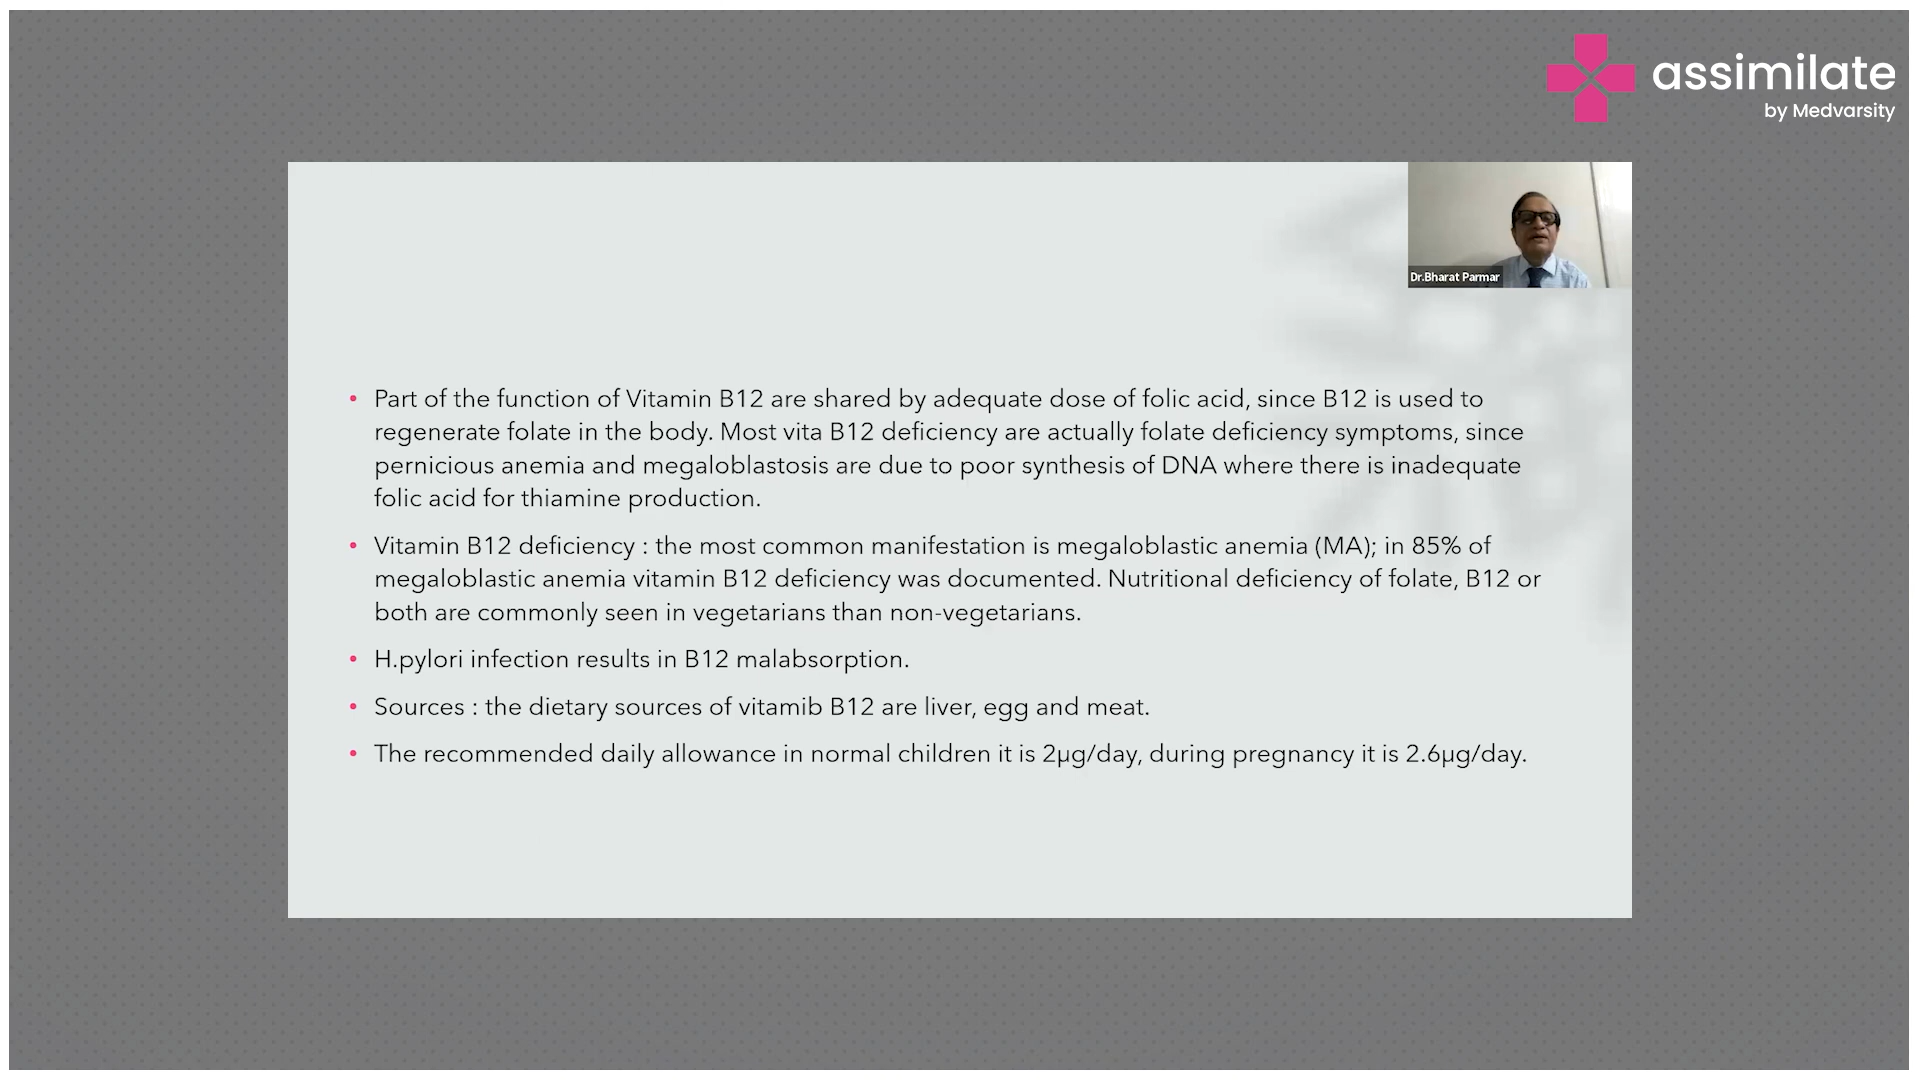 assimilate
by Medvarsity
Dr.Bharat Parmar
• Part of the function of Vitamin B12 are shared by adequate dose of folic acid, since B12 is used to
regenerate folate in the body. Most vita B12 deficiency are actually folate deficiency symptoms, since
pernicious anemia and megaloblastosis are due to poor synthesis of DNA where there is inadequate
folic acid for thiamine production.
• Vitamin B12 deficiency : the most common manifestation is megaloblastic anemia (MA); in 85% of
megaloblastic anemia vitamin B12 deficiency was documented. Nutritional deficiency of folate, B12 or
both are commonly seen in vegetarians than non-vegetarians.
• H.pylori infection results in B12 malabsorption.
• Sources : the dietary sources of vitamib B12 are liver, egg and meat.
• The recommended daily allowance in normal children it is 2µg/day, during pregnancy it is 2.6µg/day.